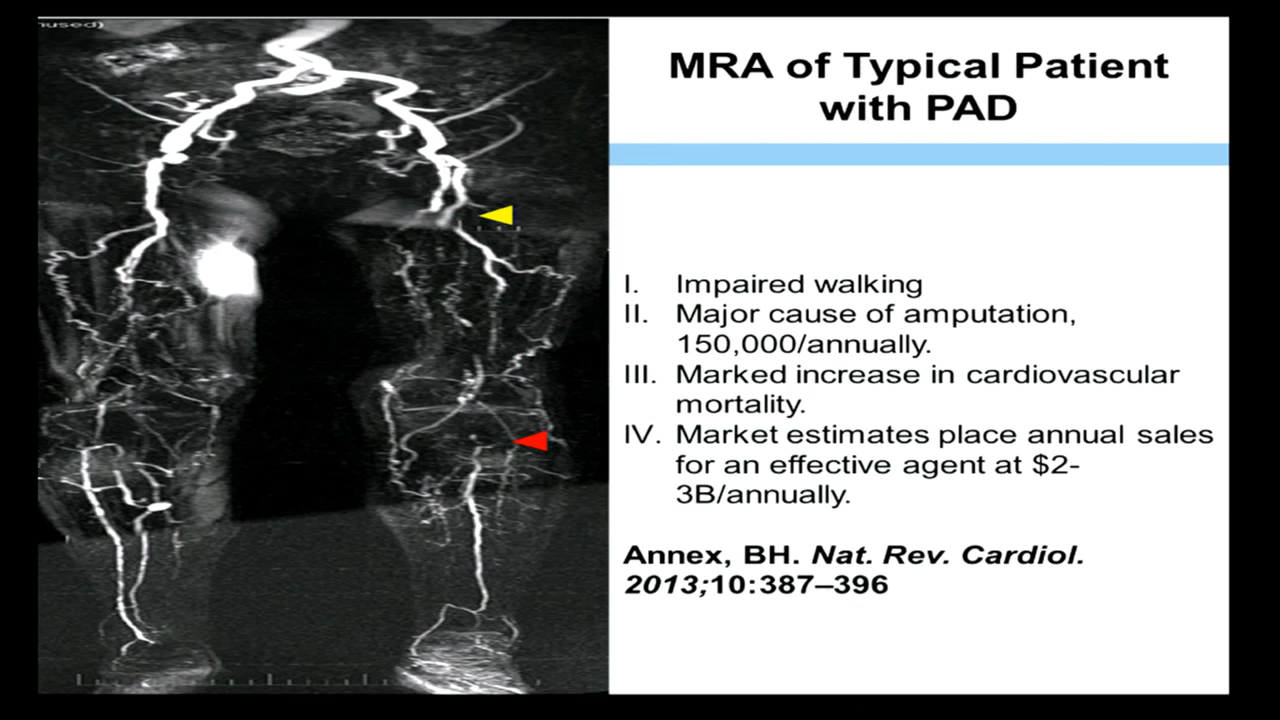 MRA of Typical Patient
with PAD
I. Impaired walking
II. Major cause of amputation,
150,000/annually.
III. Marked increase in cardiovascular
mortality.
IV. Market estimates place annual sales
for an effective agent at $2-
3B/annually.
Annex, BH. Nat. Rev. Cardiol.
2013;10:387–396